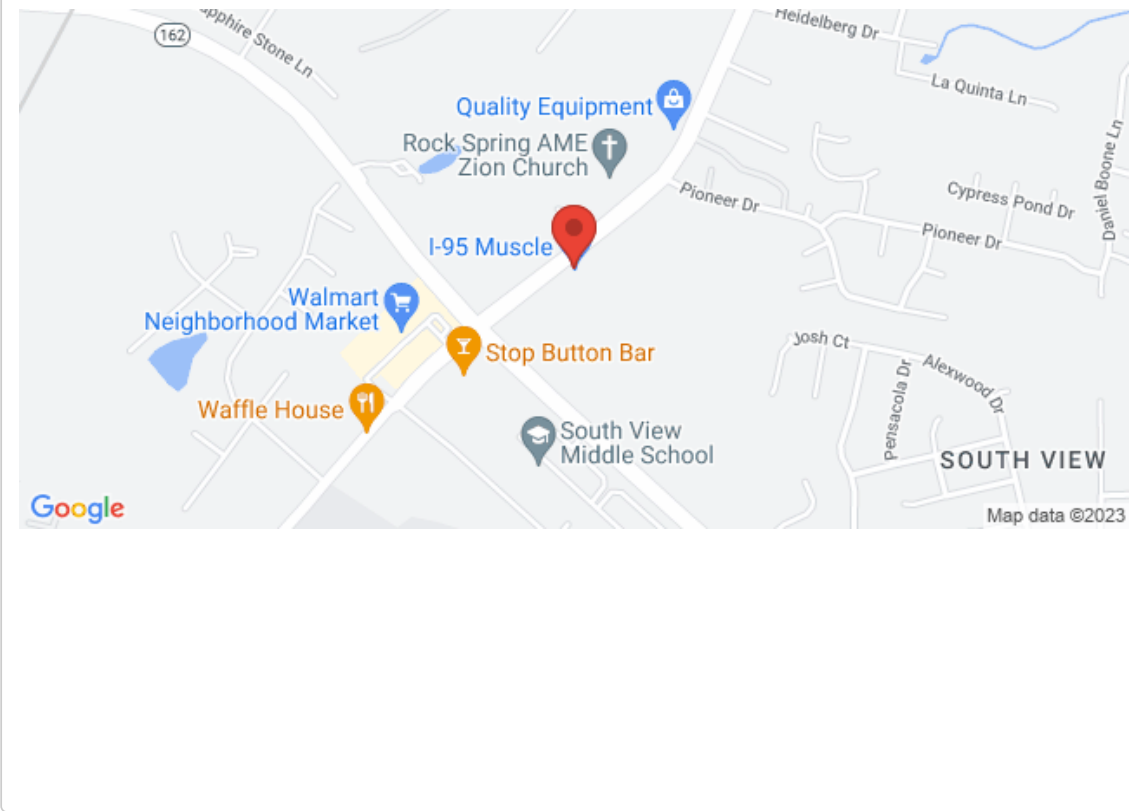 162
apphire Stone Ln
Heidelberg Dr
La Quinta Ln
Quality Equipment
Rock Spring AME
Zion Church
Pioneer Dr
Cypress Pond Dr
Daniel Boone Ln
Pioneer Dr
I-95 Muscle
Walmart
Neighborhood Market
Stop Button Bar
Josh Ct
Alexwood Dr
Pensacola Dr
Waffle House
South View
Middle School
SOUTH VIEW
Google
Map data ©2023